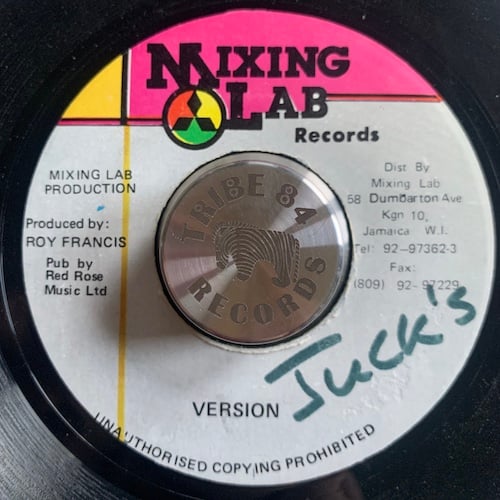 MIXING
LAB
Records
MIXING LAB
PRODUCTION
Produced by:
ROY FRANCIS
Pub by
Red Rose
Music Ltd
Dist By
Mixing Lab
58 Dumbarton Ave
Kgn 10,
Jamaica W.I.
Tel: 92-97362-3
Fax:
(809) 92-97229
TRIBE 84
RECORDS
VERSION
Juck's
UNAUTHORISED COPYING PROHIBITED